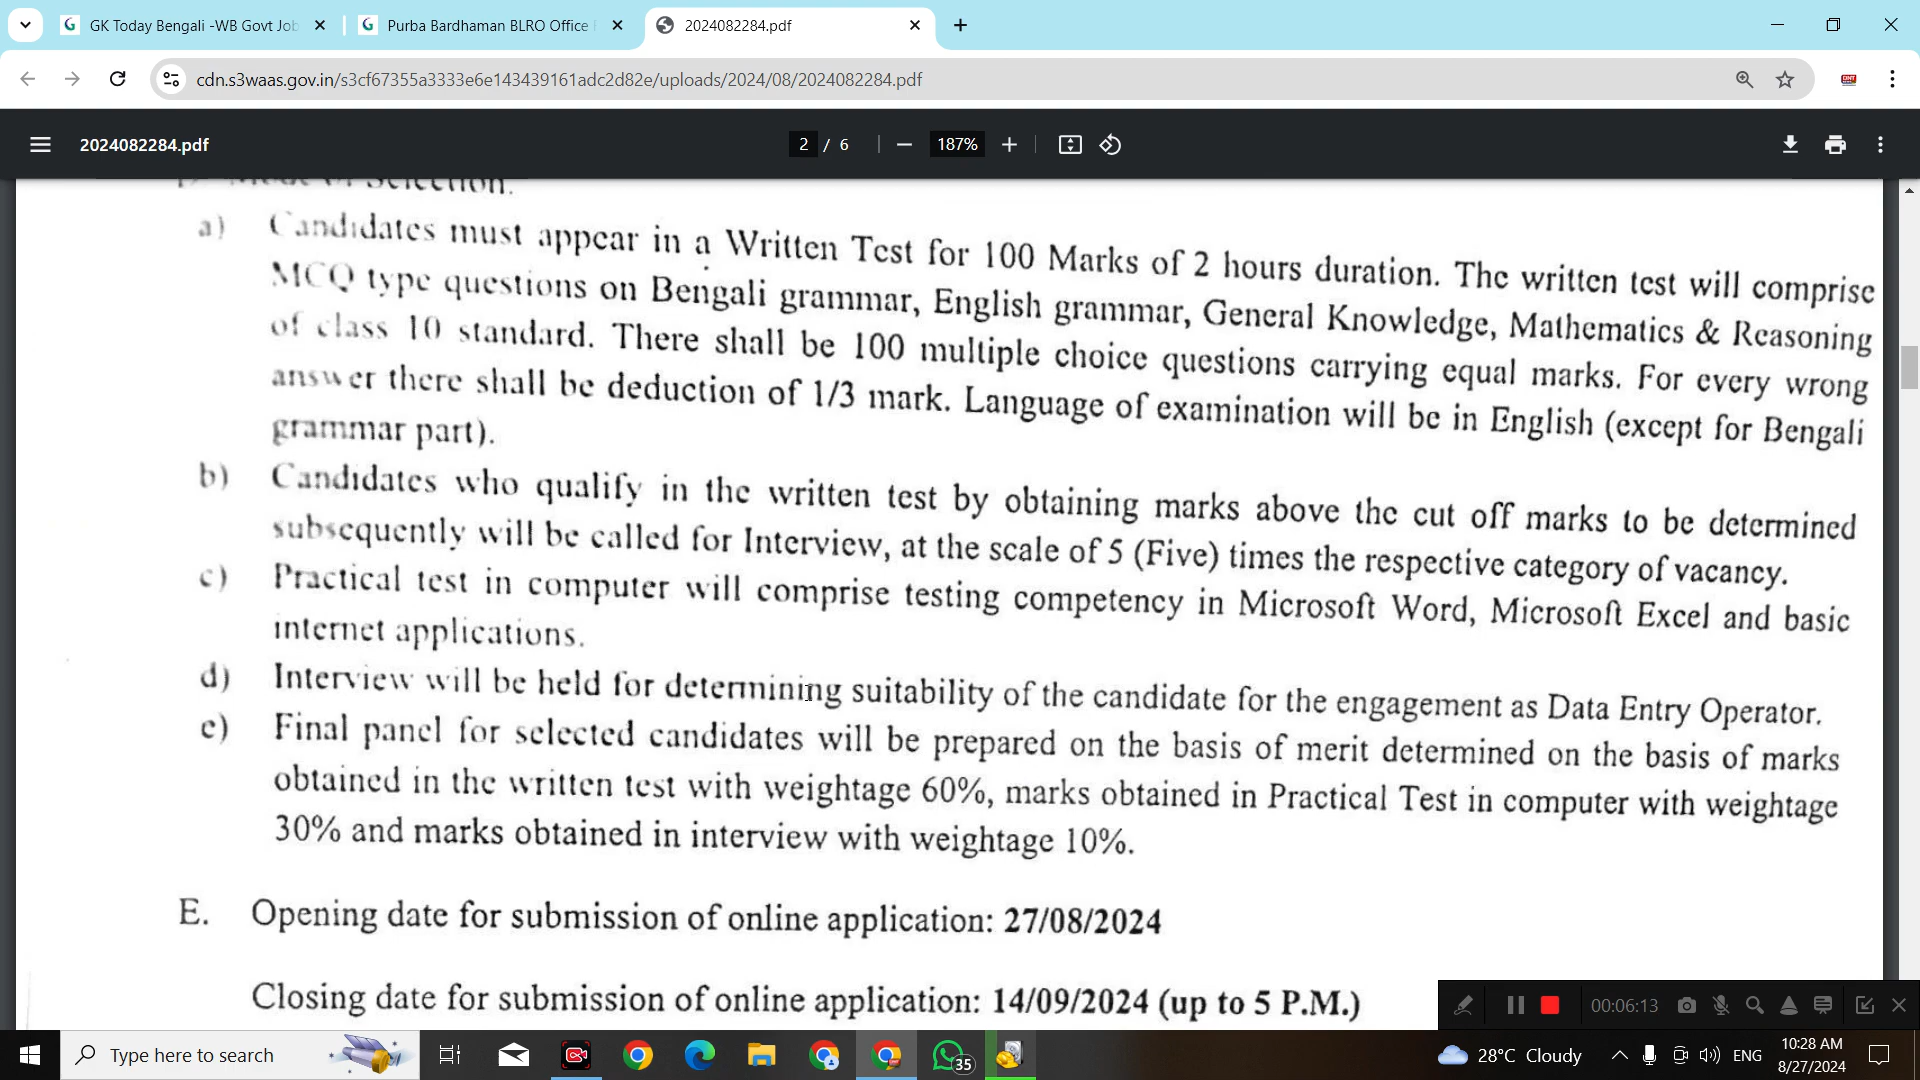 GK Today Bengali -WB Govt Job
Purba Bardhaman BLRO Office
2024082284.pdf
cdn.s3waas.gov.in/s3cf67355a3333e6e143439161adc2d82e/uploads/2024/08/2024082284.pdf
2024082284.pdf
2 / 6
187%
Mode of Selection.
a) Candidates must appear in a Written Test for 100 Marks of 2 hours duration. The written test will comprise
MCQ type questions on Bengali grammar, English grammar, General Knowledge, Mathematics & Reasoning
of class 10 standard. There shall be 100 multiple choice questions carrying equal marks. For every wrong
answer there shall be deduction of 1/3 mark. Language of examination will be in English (except for Bengali
grammar part).
b) Candidates who qualify in the written test by obtaining marks above the cut off marks to be determined
subsequently will be called for Interview, at the scale of 5 (Five) times the respective category of vacancy.
c) Practical test in computer will comprise testing competency in Microsoft Word, Microsoft Excel and basic
internet applications.
d) Interview will be held for determining suitability of the candidate for the engagement as Data Entry Operator.
e) Final panel for selected candidates will be prepared on the basis of merit determined on the basis of marks
obtained in the written test with weightage 60%, marks obtained in Practical Test in computer with weightage
30% and marks obtained in interview with weightage 10%.
E. Opening date for submission of online application: 27/08/2024
Closing date for submission of online application: 14/09/2024 (up to 5 P.M.)
00:06:13
Type here to search
35
28°C Cloudy
ENG
10:28 AM
8/27/2024